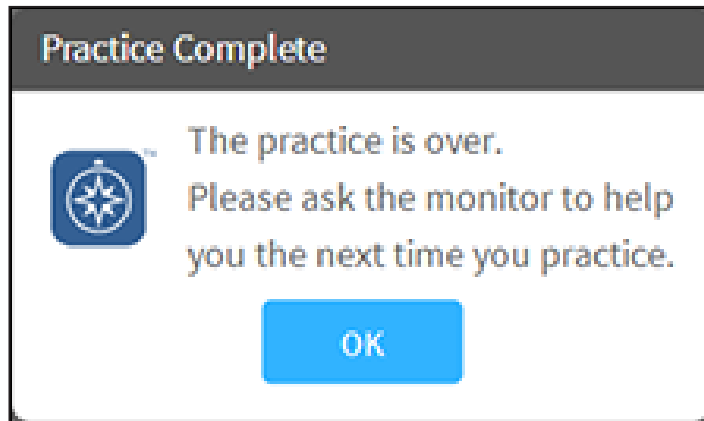 Practice Complete
The practice is over.
Please ask the monitor to help
you the next time you practice.
OK